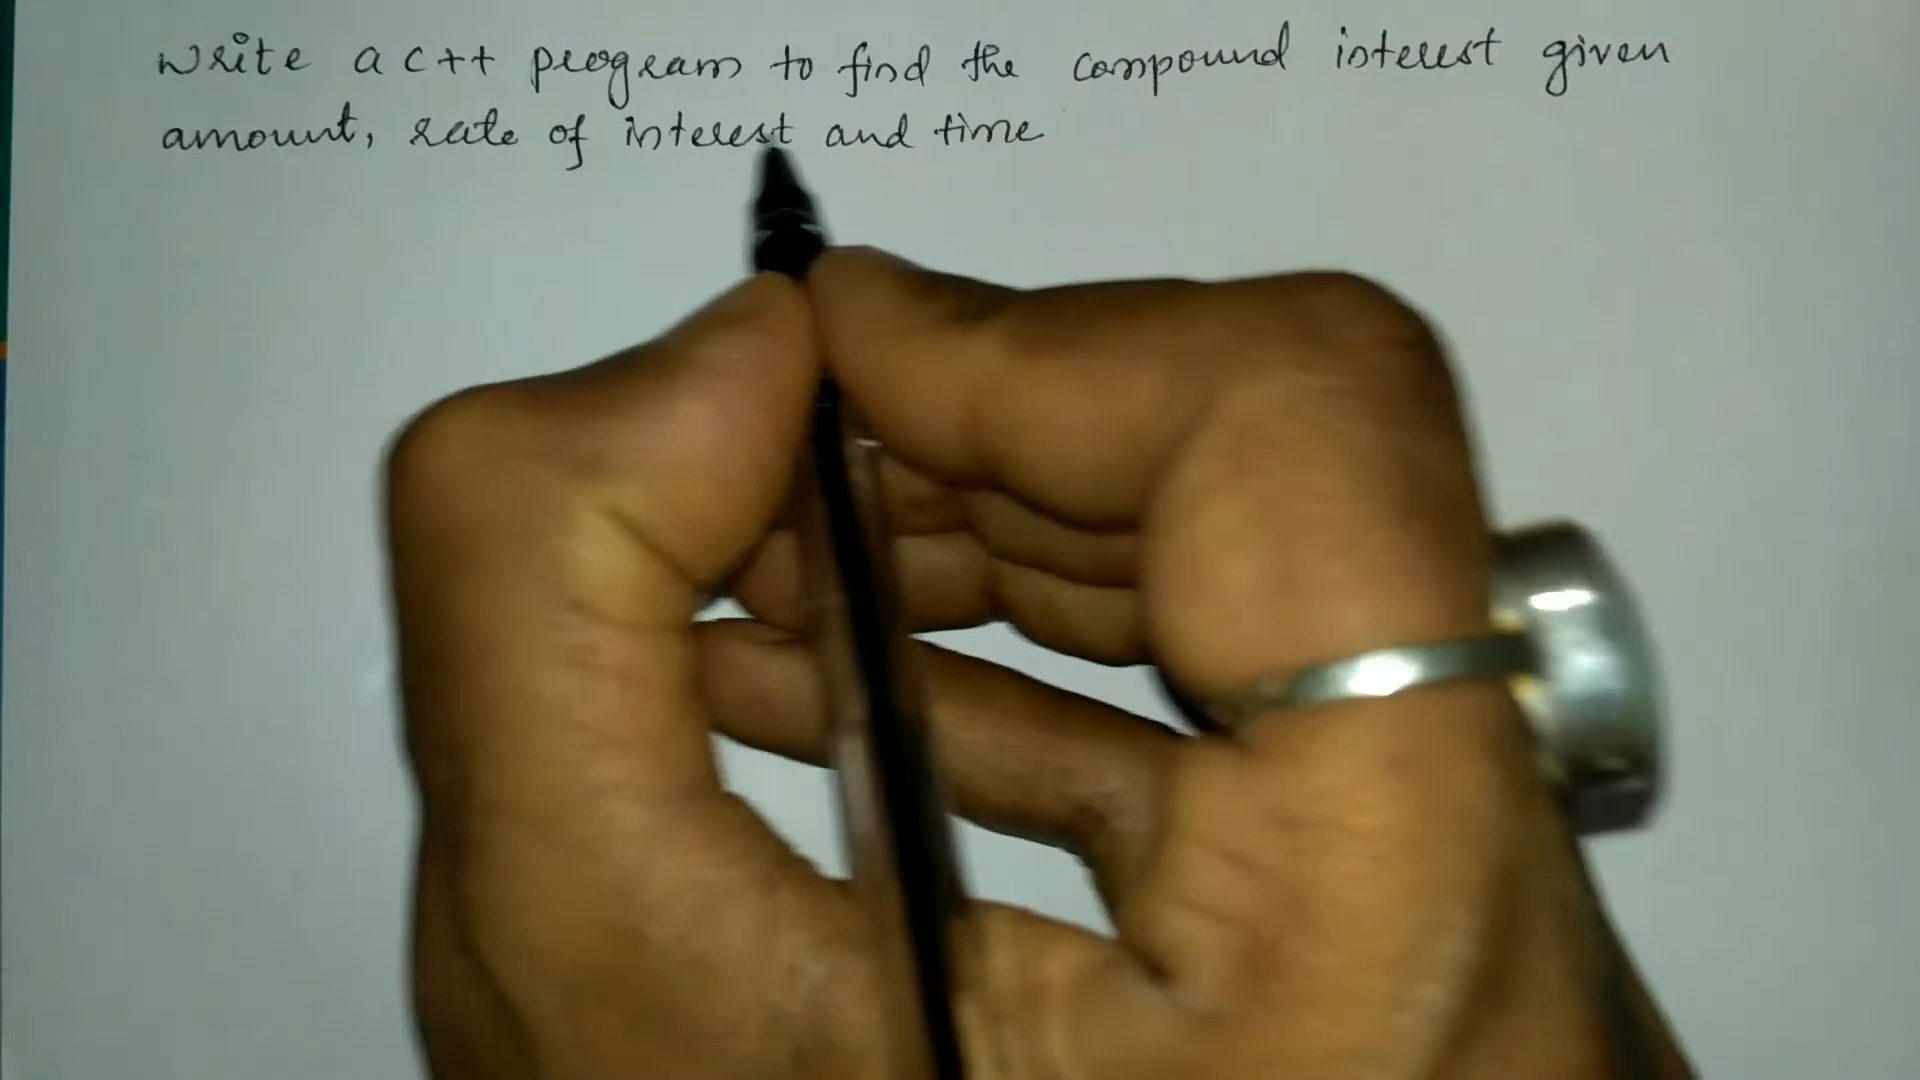 write a c++ program to find the compound interest given
amount, rate of interest and time